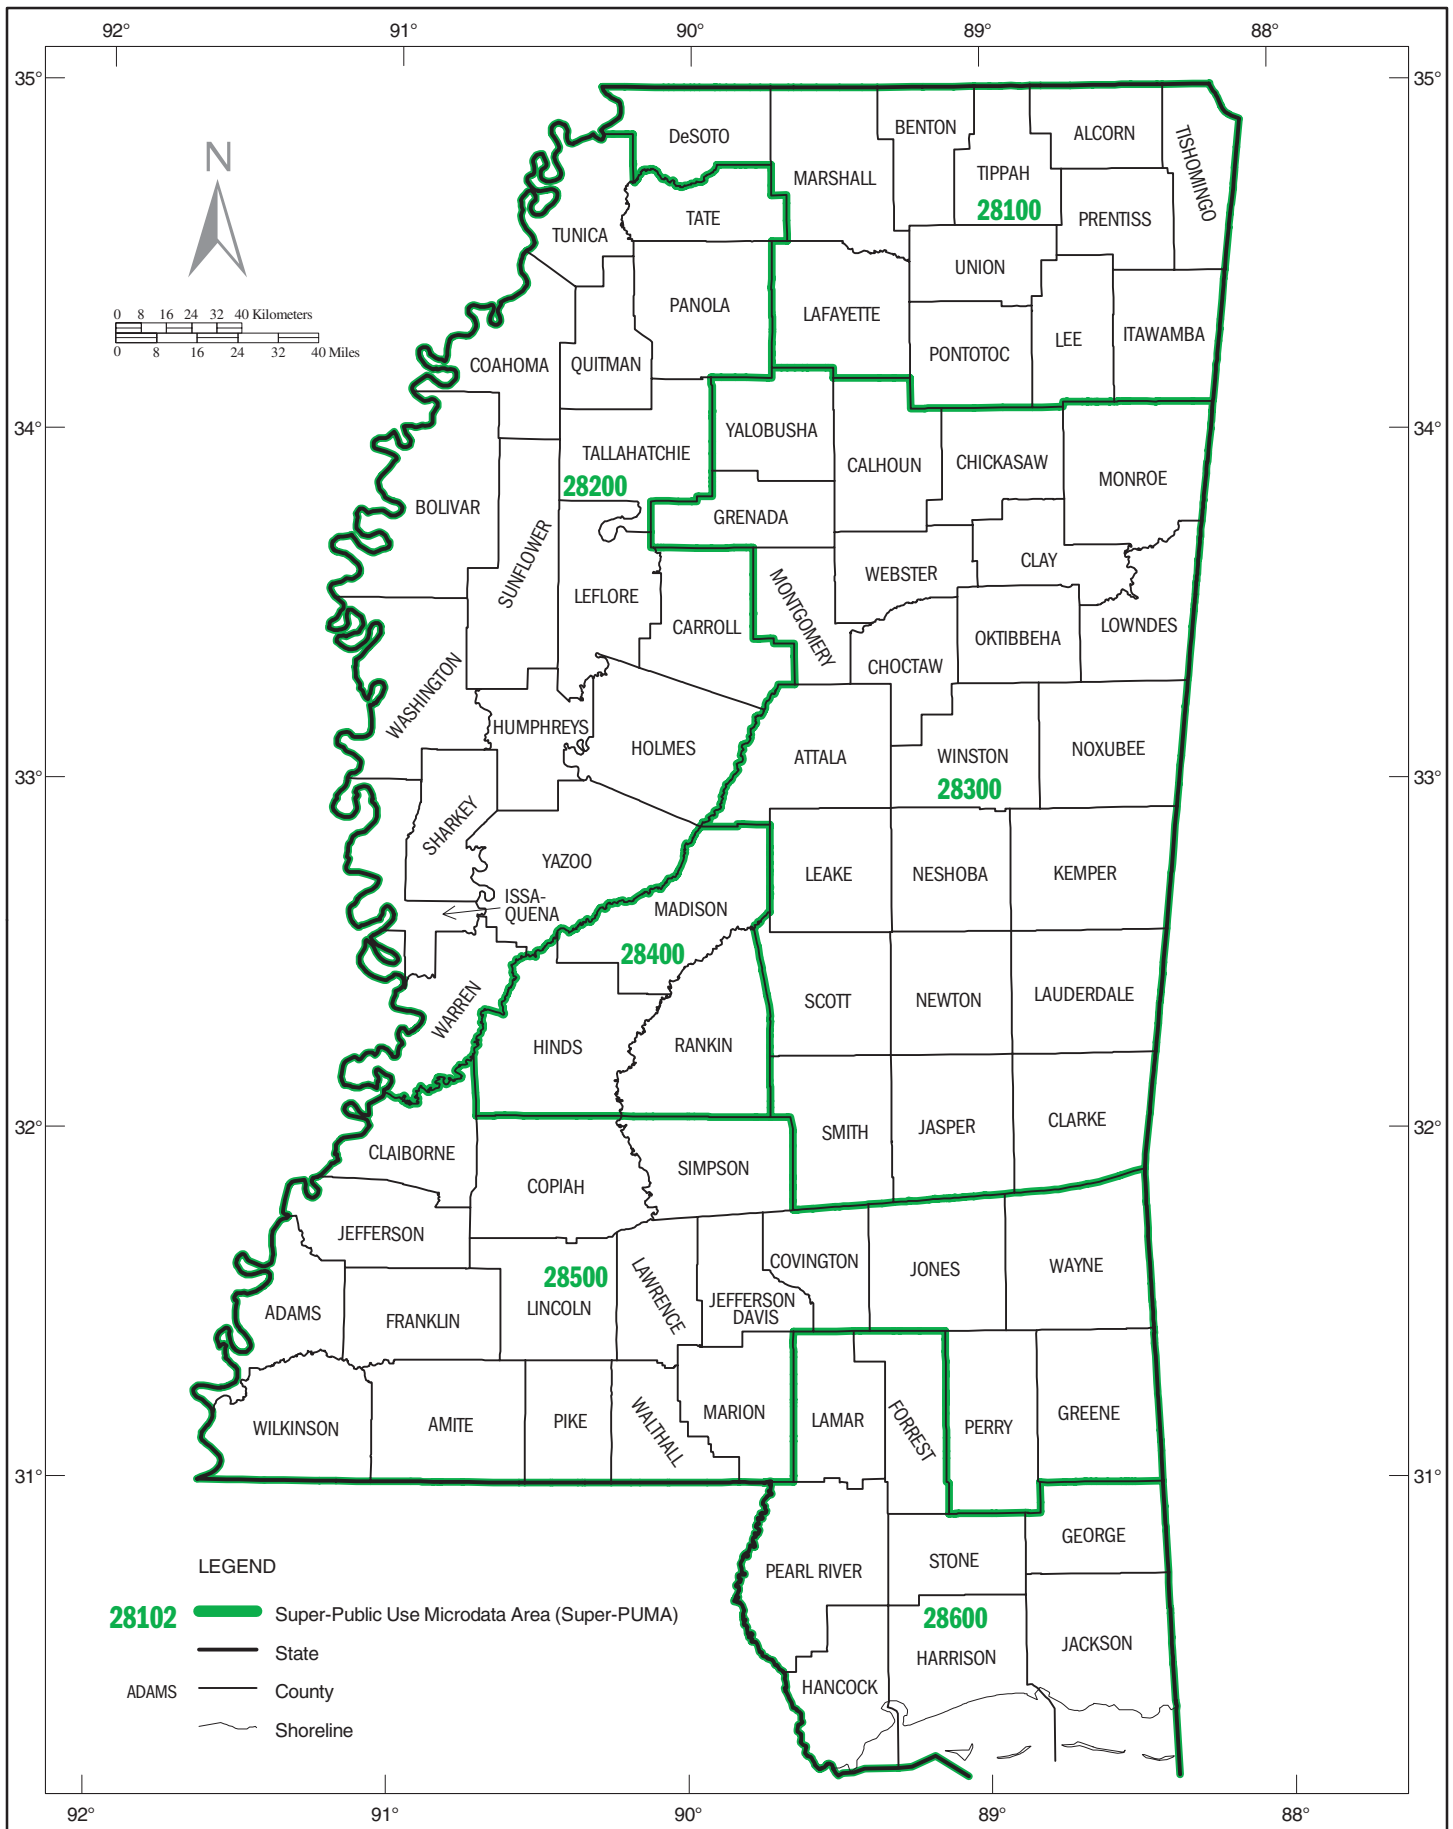 92° 91° 90° 89° 88°
35° 35°
DeSOTO
BENTON
ALCORN
TISHOMINGO
N
MARSHALL
TIPPAH
28100
TATE
PRENTISS
TUNICA
UNION
PANOLA
LAFAYETTE
0 8 16 24 32 40 Kilometers
0 8 16 24 32 40 Miles
COAHOMA
QUITMAN
PONTOTOC
LEE
ITAWAMBA
34° 34°
YALOBUSHA
TALLAHATCHIE
CALHOUN
CHICKASAW
MONROE
28200
BOLIVAR
GRENADA
SUNFLOWER
CLAY
WEBSTER
LEFLORE
MONTGOMERY
CARROLL
LOWNDES
OKTIBBEHA
CHOCTAW
WASHINGTON
HUMPHREYS
HOLMES
ATTALA
WINSTON
NOXUBEE
33° 33°
28300
SHARKEY
YAZOO
LEAKE
NESHOBA
KEMPER
ISSA-
QUENA
MADISON
28400
WARREN
SCOTT
NEWTON
LAUDERDALE
HINDS
RANKIN
32° 32°
CLAIBORNE
SMITH
JASPER
CLARKE
COPIAH
SIMPSON
JEFFERSON
28500
LAWRENCE
COVINGTON
JONES
WAYNE
ADAMS
FRANKLIN
LINCOLN
JEFFERSON
DAVIS
WILKINSON
AMITE
PIKE
WALTHALL
MARION
LAMAR
FORREST
PERRY
GREENE
31° 31°
GEORGE
PEARL RIVER
STONE
LEGEND
28102 Super-Public Use Microdata Area (Super-PUMA)
28600
State
HARRISON
JACKSON
ADAMS County
HANCOCK
Shoreline
92° 91° 90° 89° 88°